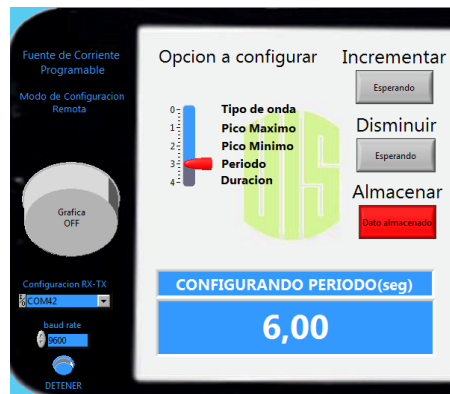 Fuente de Corriente
Programable
Modo de Configuracion
Remota
Grafica
OFF
Configuracion RX-TX
COM42
baud rate
9600
DETENER
Opcion a configurar
0
1
2
3
4
Tipo de onda
Pico Maximo
Pico Minimo
Periodo
Duracion
Incrementar
Esperando
Disminuir
Esperando
Almacenar
Dato almacenado
CONFIGURANDO PERIODO(seg)
6,00